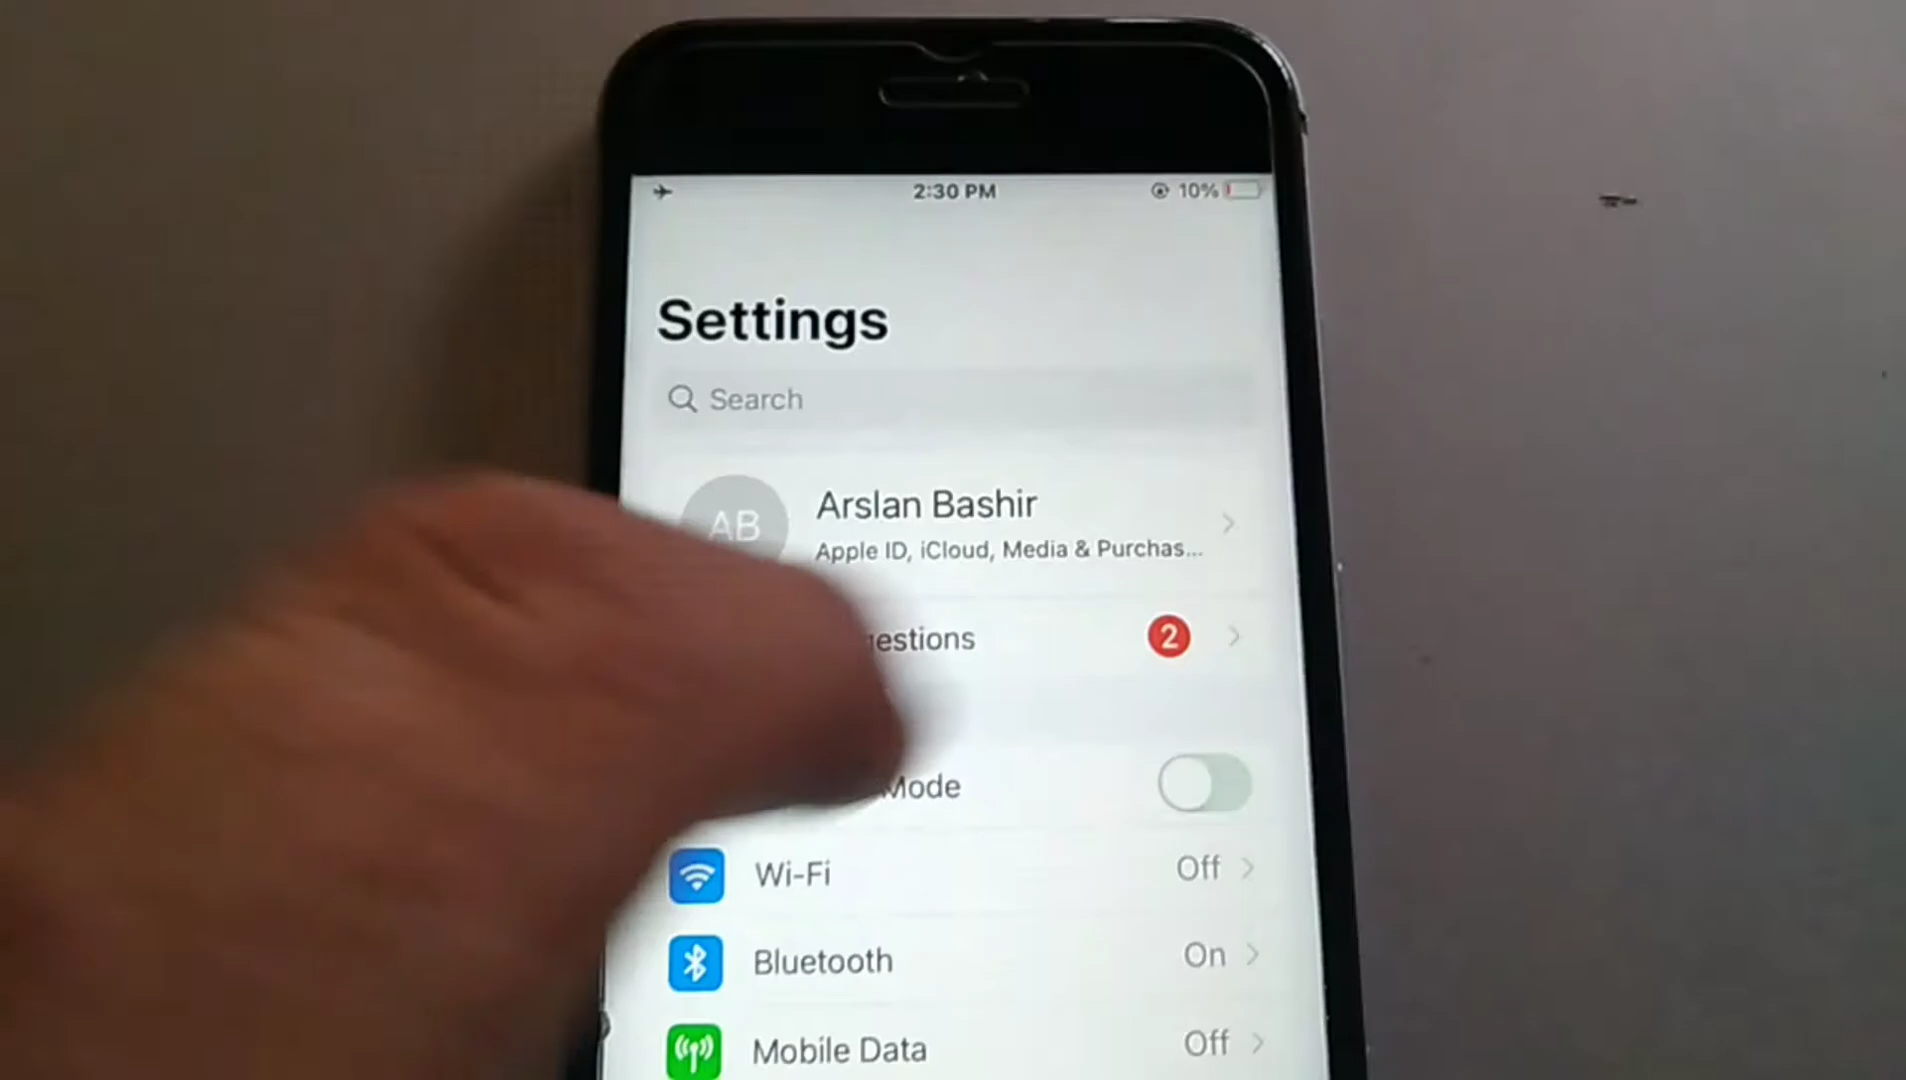 2:30 PM
10%
Settings
Search
AB
Arslan Bashir
Apple ID, iCloud, Media & Purchas...
gestions
2
Mode
Wi-Fi
Off
Bluetooth
On
Mobile Data
Off